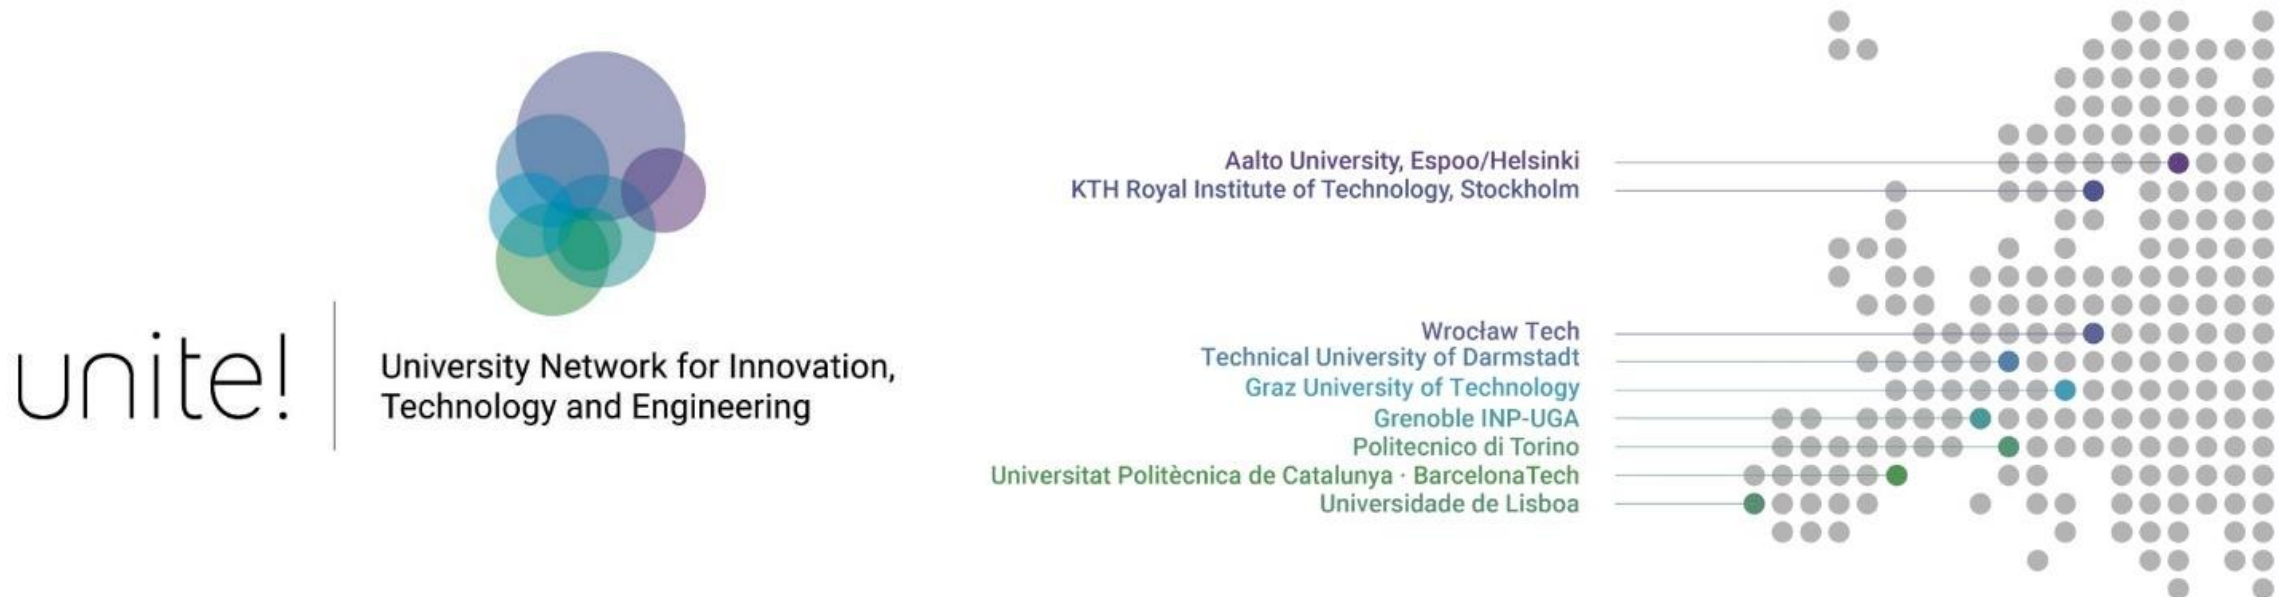 unite!
University Network for Innovation,
Technology and Engineering
Aalto University, Espoo/Helsinki
KTH Royal Institute of Technology, Stockholm
Wrocław Tech
Technical University of Darmstadt
Graz University of Technology
Grenoble INP-UGA
Politecnico di Torino
Universitat Politècnica de Catalunya · BarcelonaTech
Universidade de Lisboa